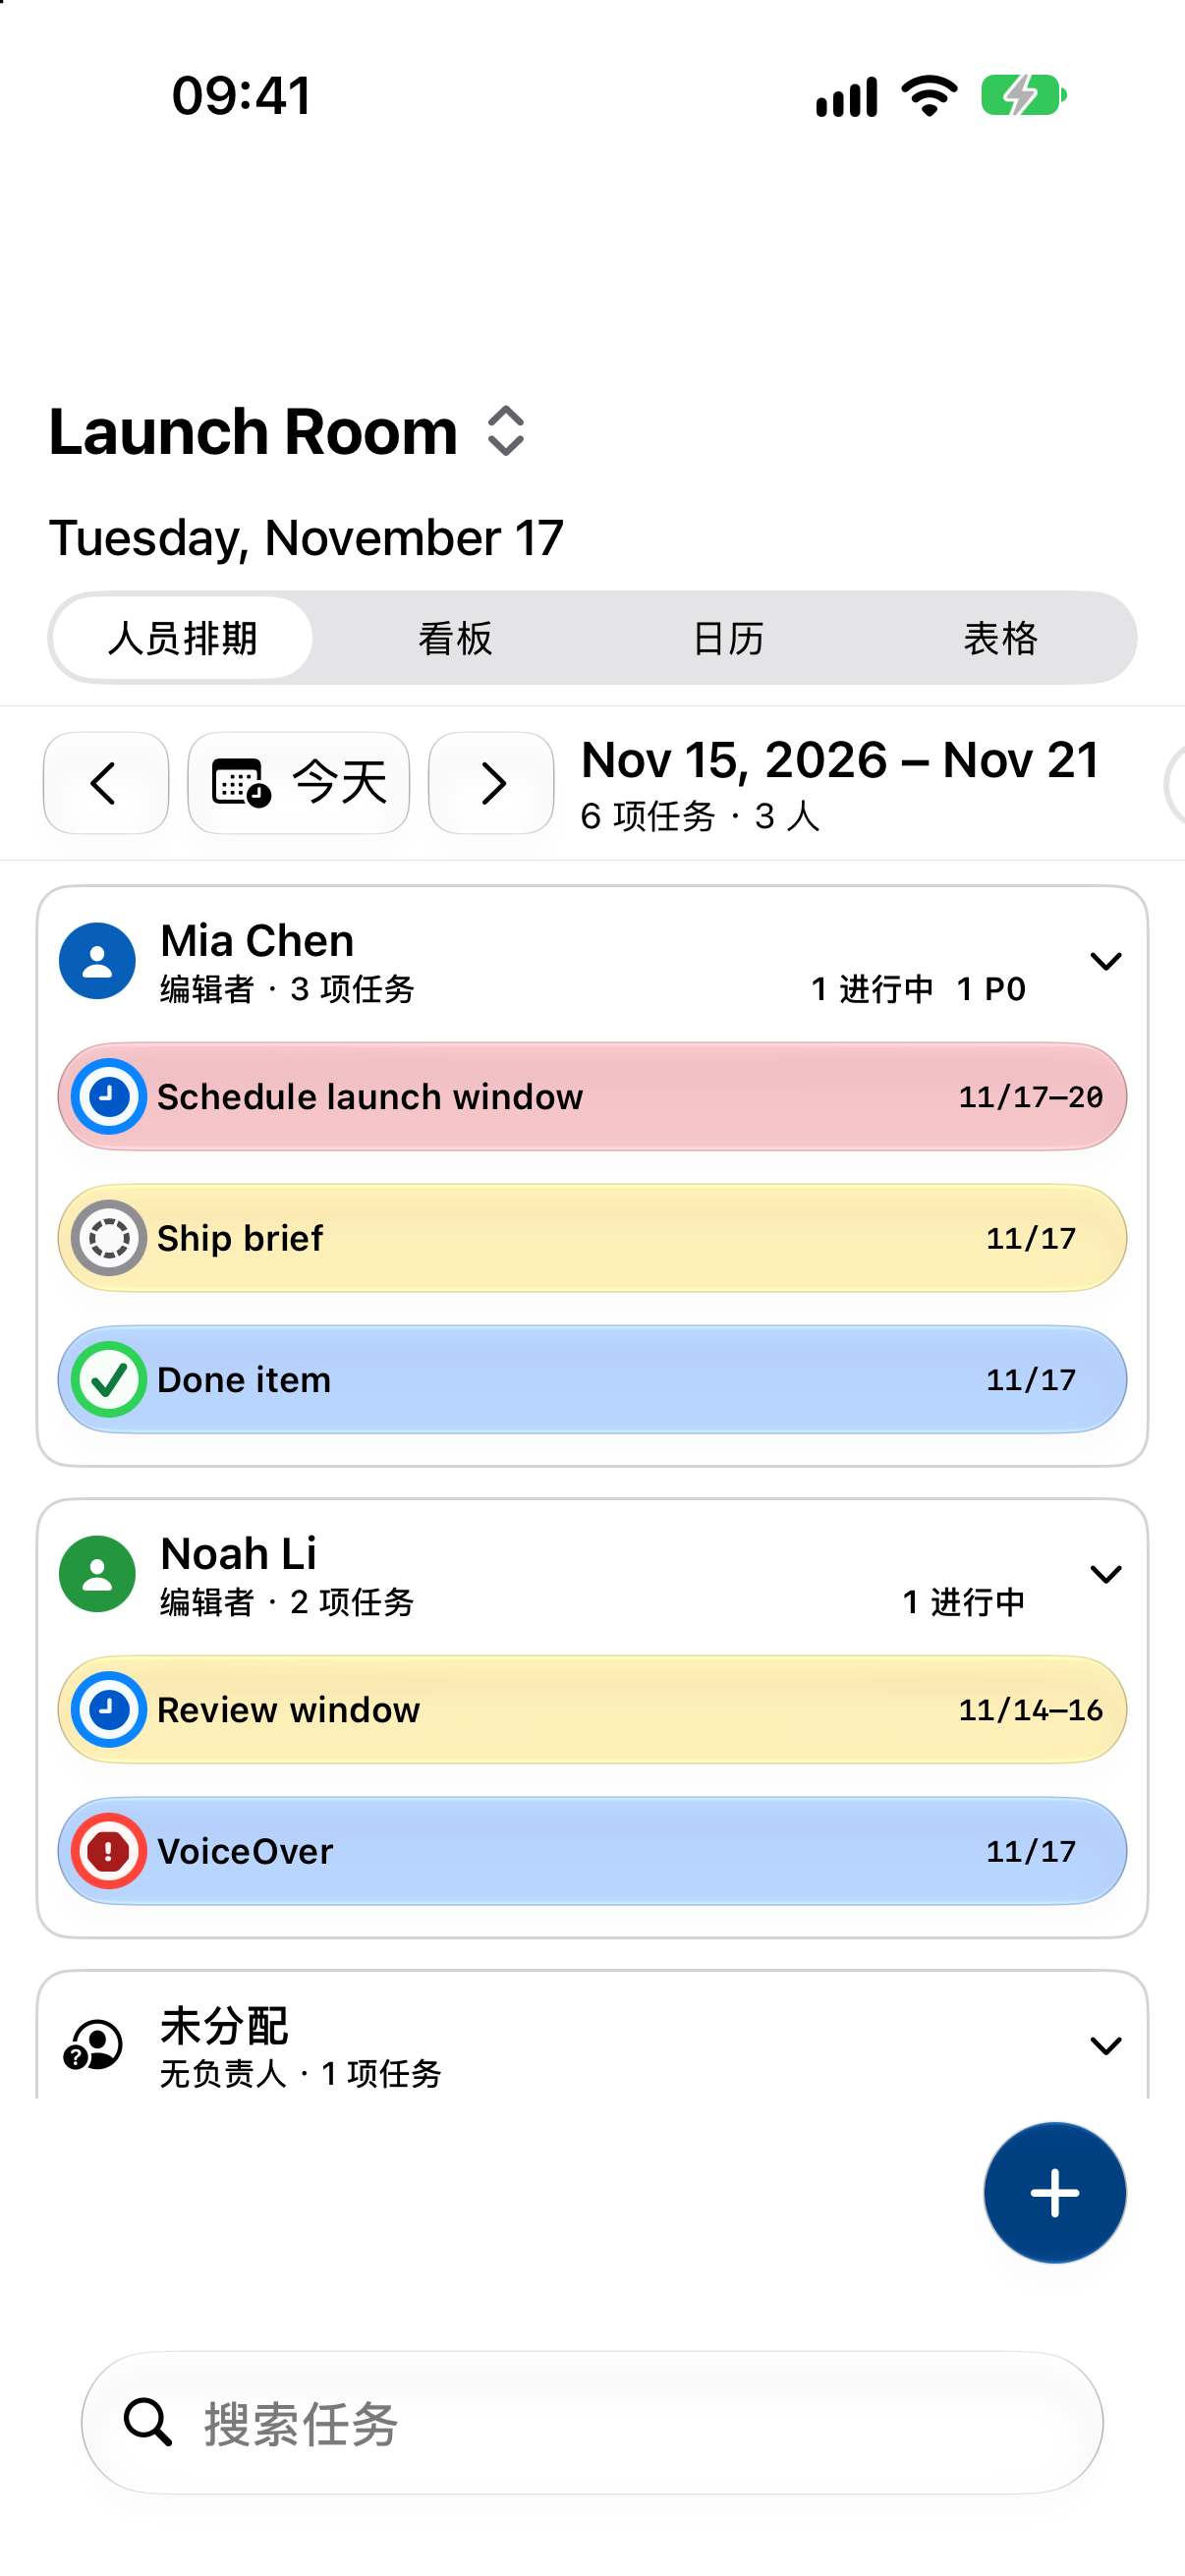 09:41
Launch Room
Tuesday, November 17
人员排期 看板 日历 表格
今天
Nov 15, 2026 – Nov 21
6 项任务 · 3 人
Mia Chen
编辑者 · 3 项任务 1 进行中 1 P0
Schedule launch window 11/17–20
Ship brief 11/17
Done item 11/17
Noah Li
编辑者 · 2 项任务 1 进行中
Review window 11/14–16
VoiceOver 11/17
未分配
无负责人 · 1 项任务
搜索任务